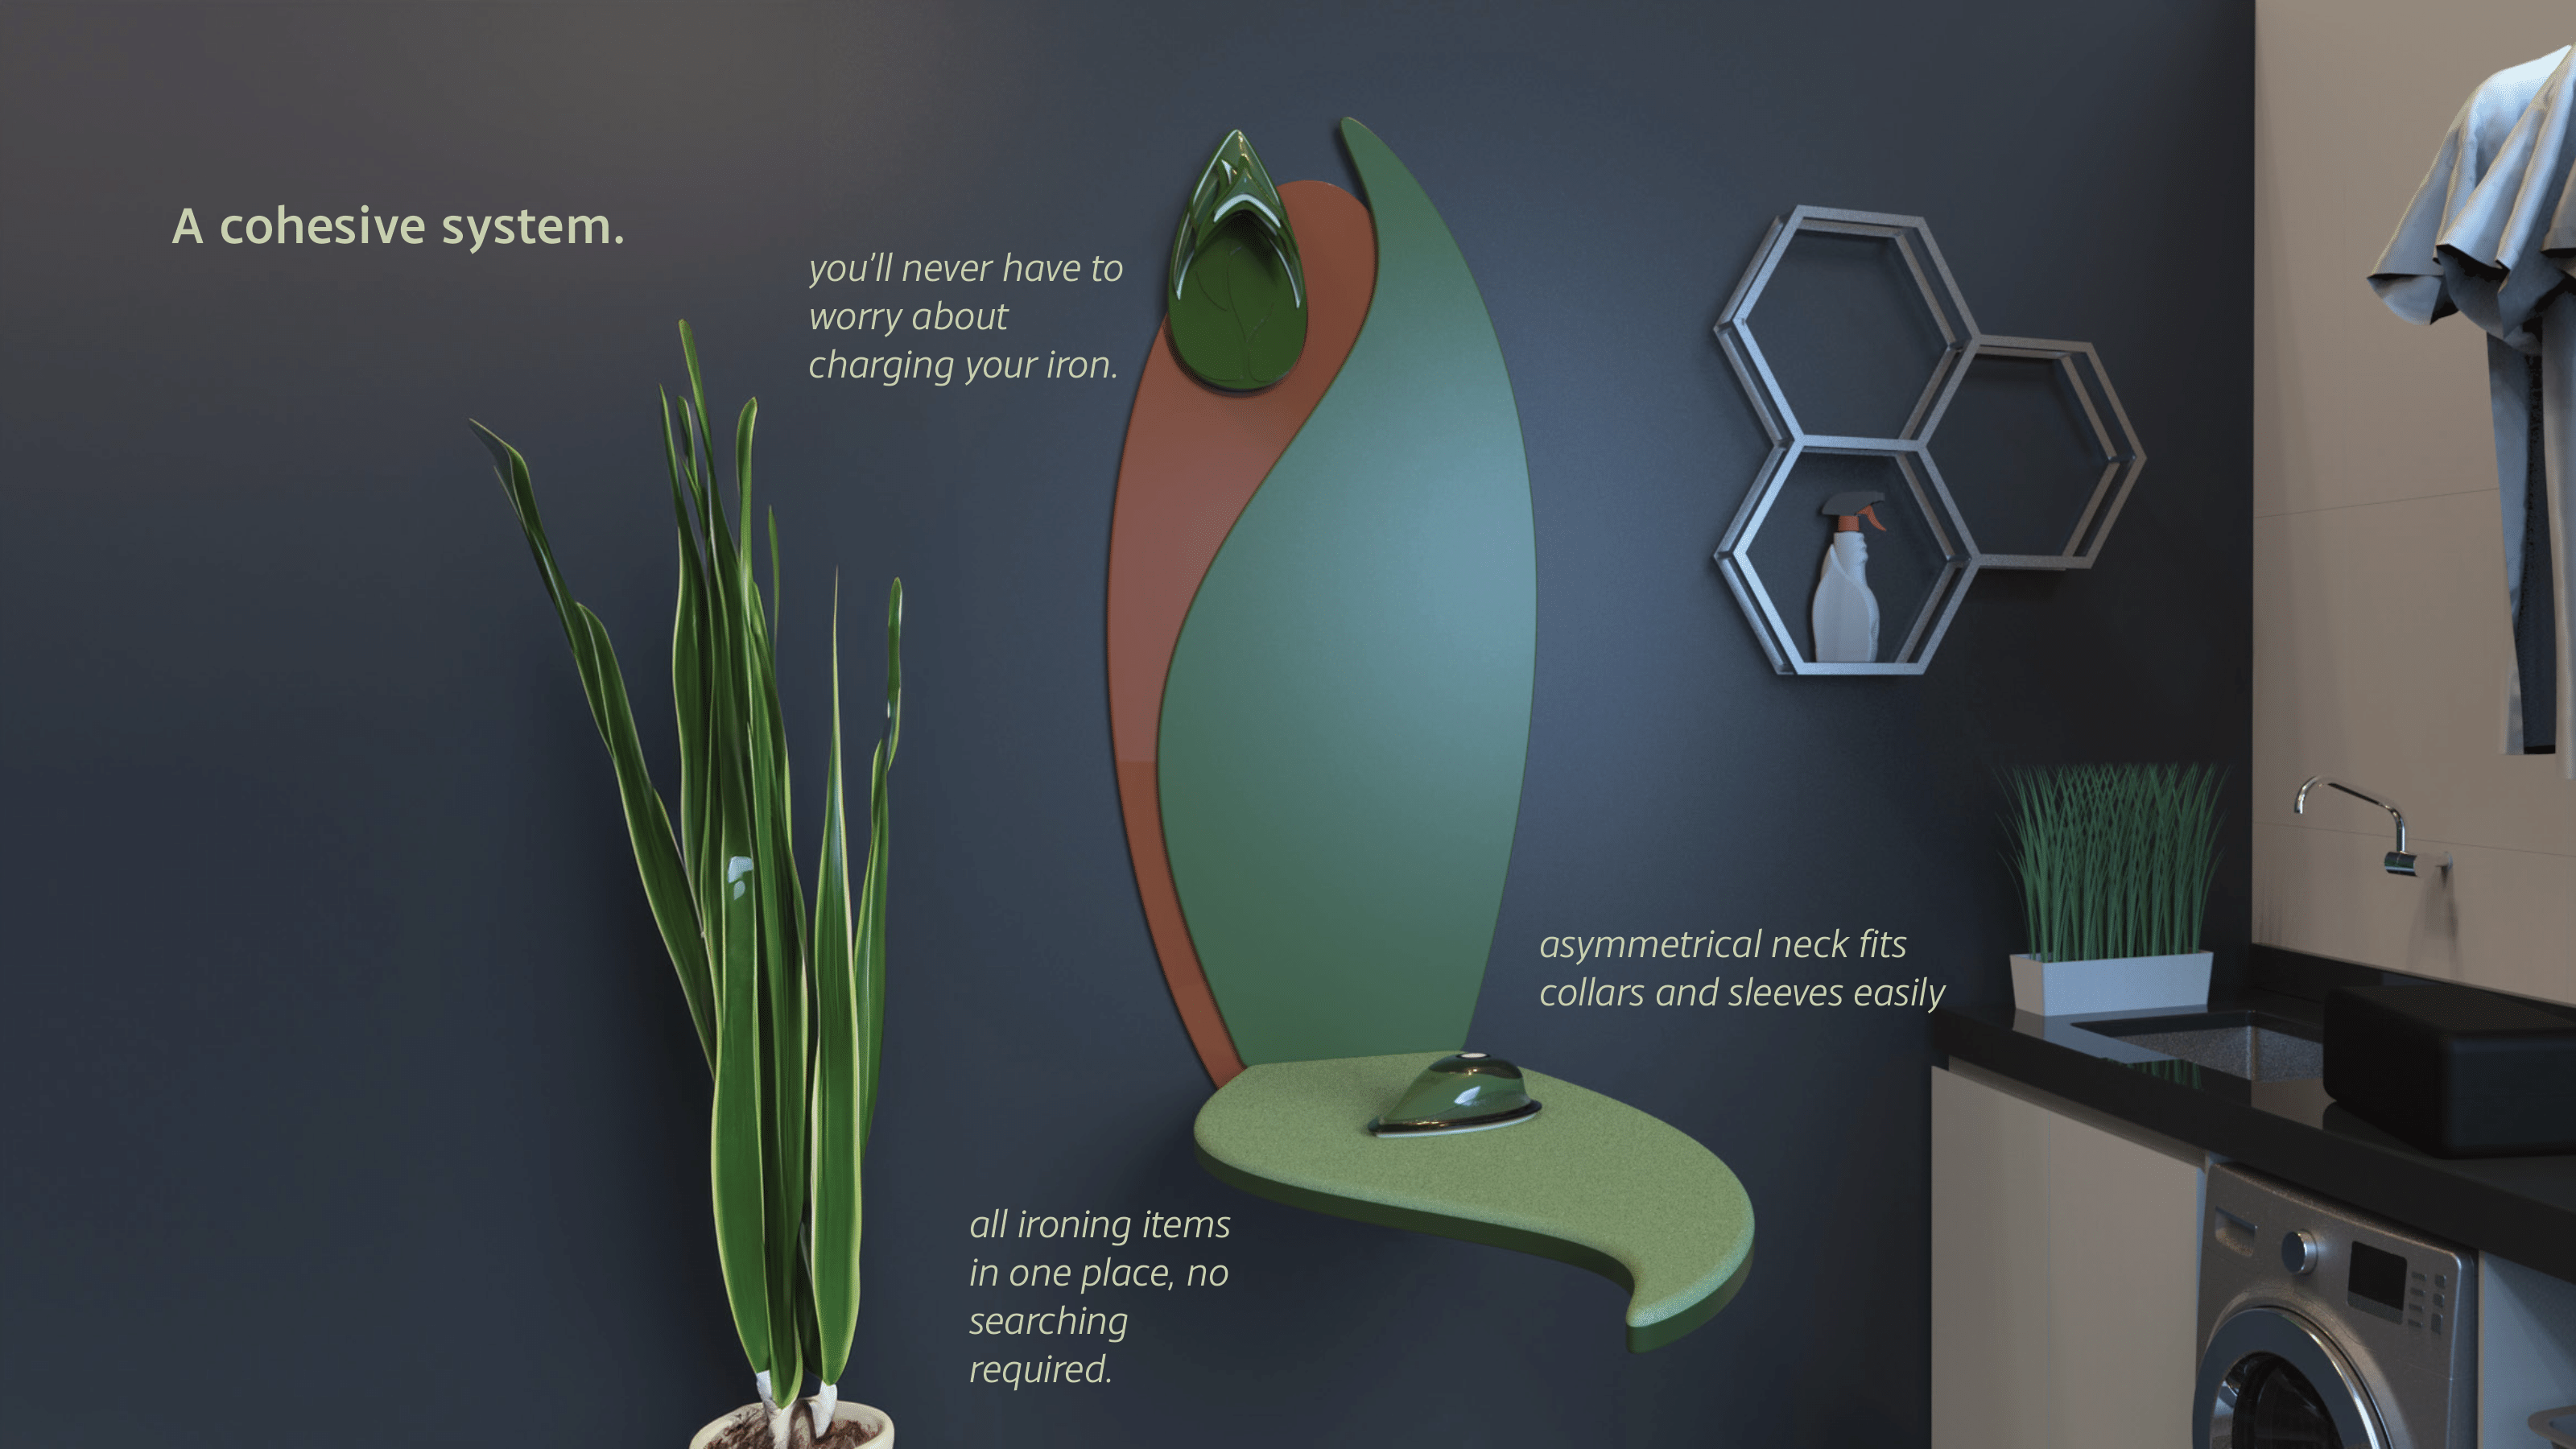 A cohesive system.
you'll never have to
worry about
charging your iron.
asymmetrical neck fits
collars and sleeves easily
all ironing items
in one place, no
searching
required.